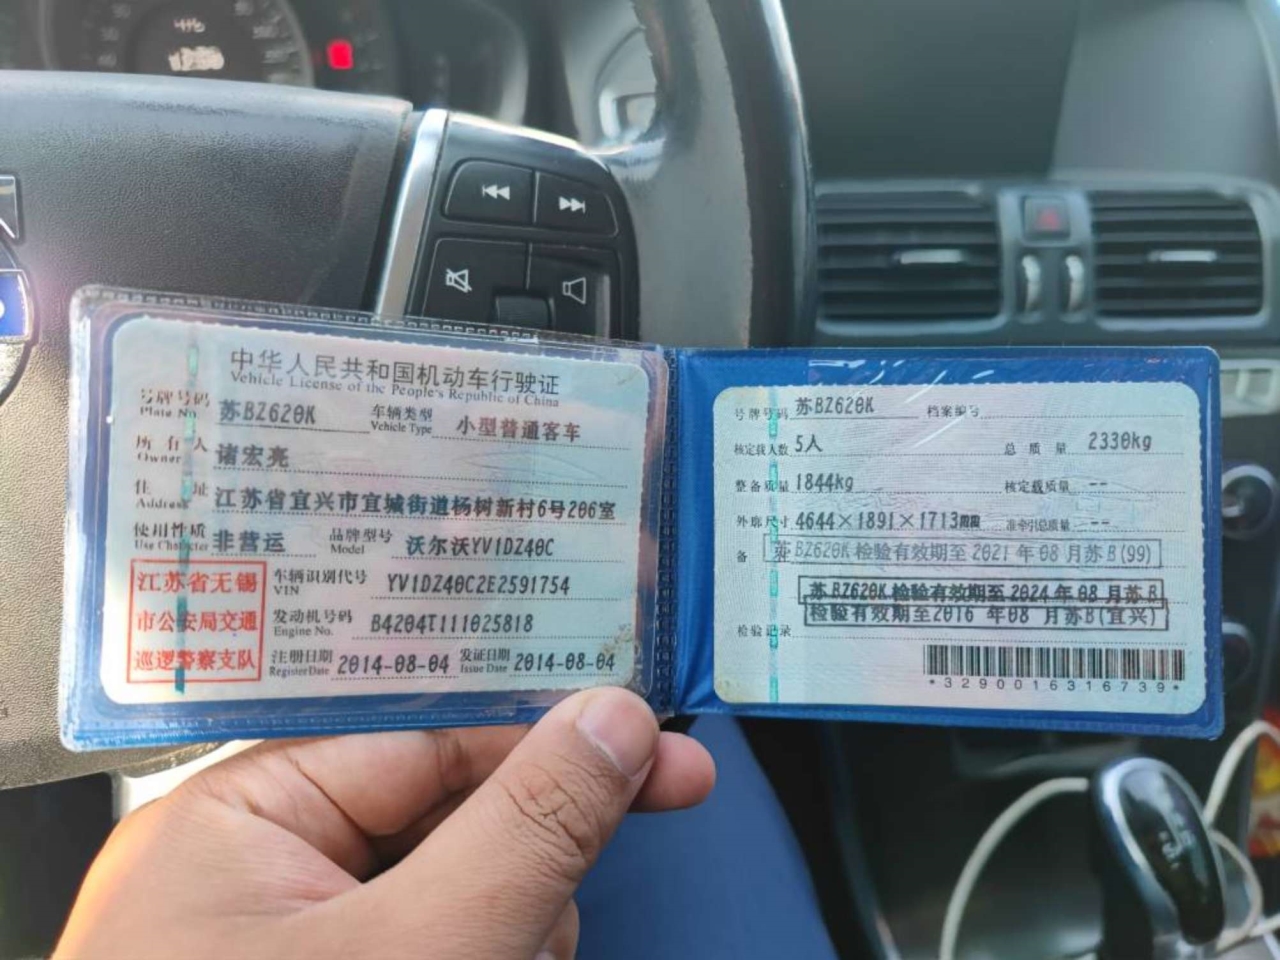 中华人民共和国机动车行驶证
Vehicle License of the People's Republic of China
号牌号码 苏BZ620K 车辆类型 小型普通客车
Plate No. Vehicle Type
所有人 诸宏亮
Owner
住址 江苏省宜兴市宜城街道杨树新村6号206室
Address
使用性质 非营运 品牌型号 沃尔沃YV1DZ40C
Use Character Model
江苏省无锡
市公安局交通
巡逻警察支队
车辆识别代号 YV1DZ40C2E2591754
VIN
发动机号码 B4204T111025818
Engine No.
注册日期 2014-08-04 发证日期 2014-08-04
Register Date Issue Date
号牌号码 苏BZ620K 档案编号
核定载人数 5人 总质量 2330kg
整备质量 1844kg 核定载质量 --
外廓尺寸 4644×1891×1713mm 准牵引总质量 --
备 苏BZ620K 检验有效期至 2021 年 08 月苏B(99)
苏BZ620K 检验有效期至 2024 年 08 月苏B
检验有效期至2016 年08 月苏B(宜兴)
检验记录
*3290016316739*